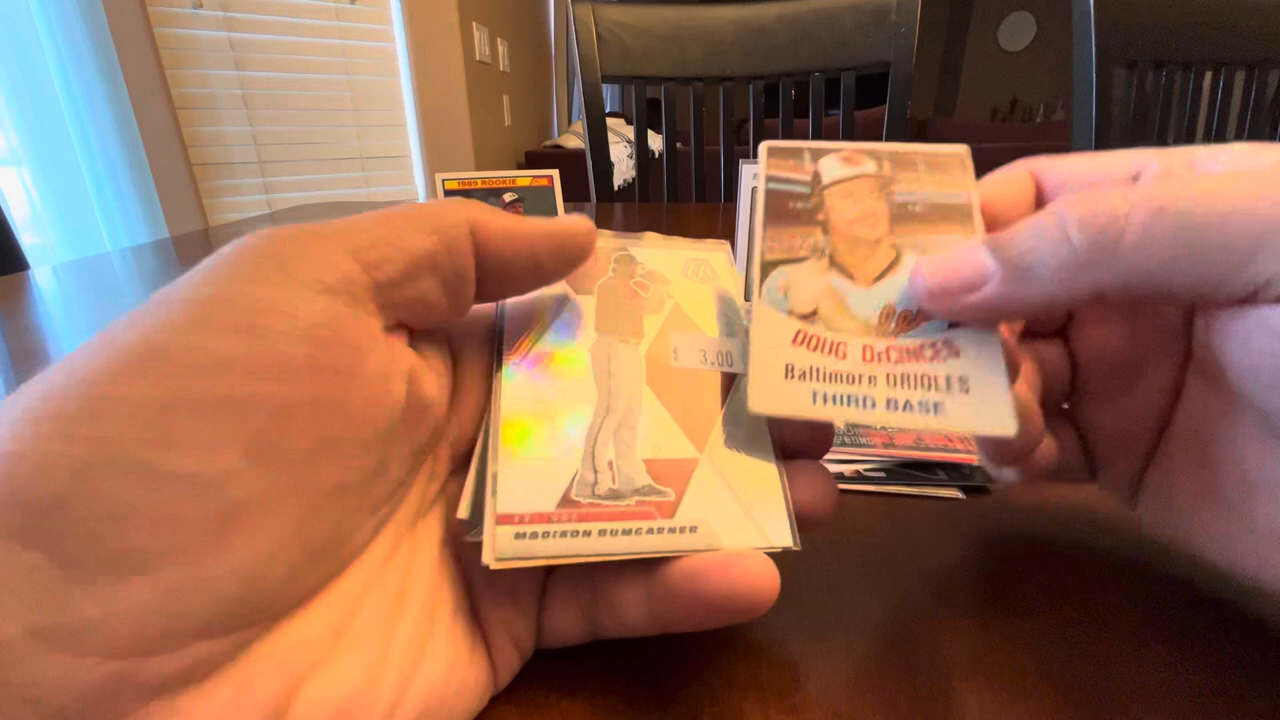 1989 ROOKIE
$ 3.00
MADISON BUMGARNER
DOUG DeCINCES
Baltimore ORIOLES
THIRD BASE